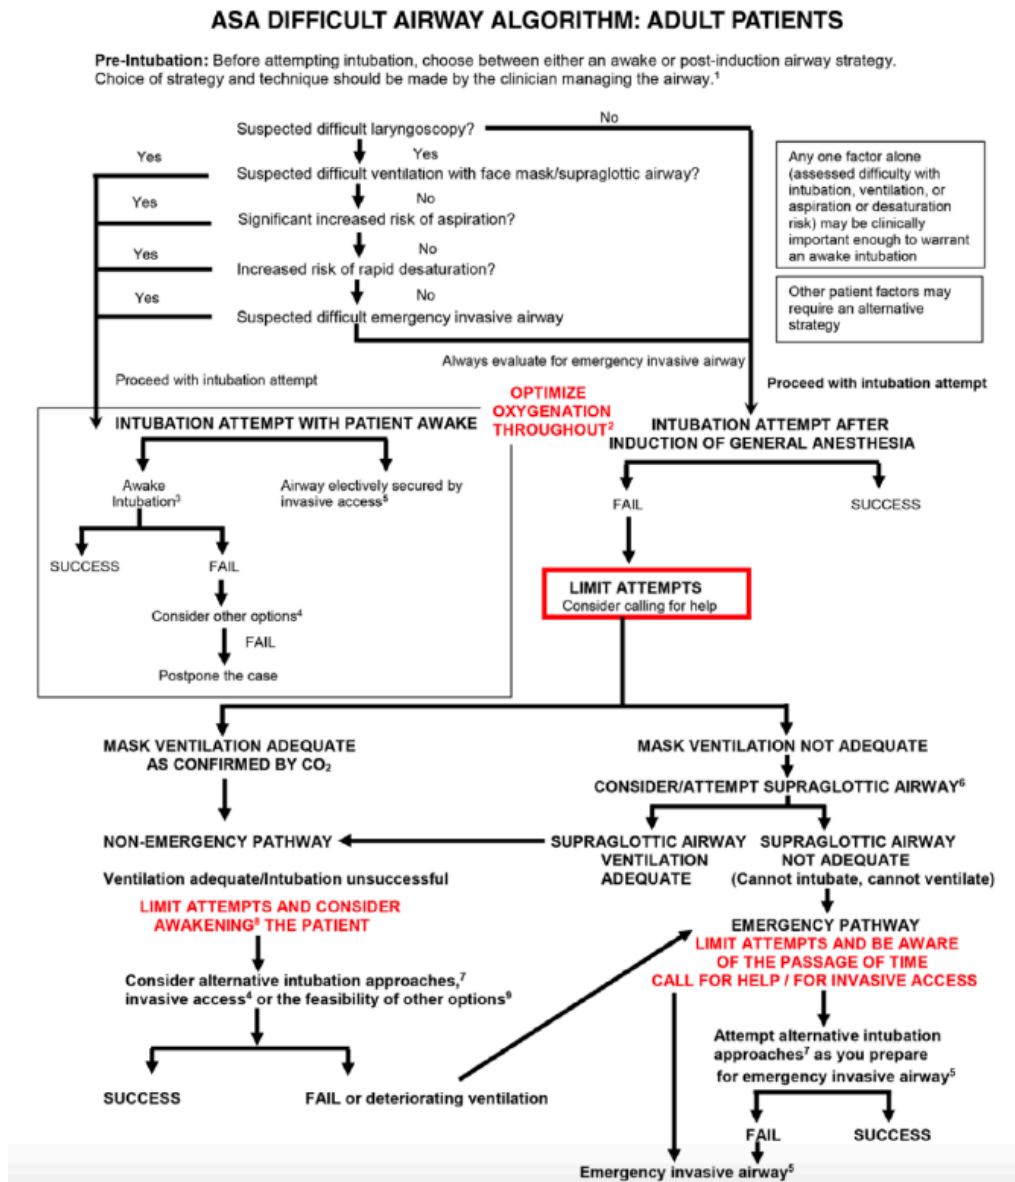 ASA DIFFICULT AIRWAY ALGORITHM: ADULT PATIENTS
Pre-Intubation: Before attempting intubation, choose between either an awake or post-induction airway strategy.
Choice of strategy and technique should be made by the clinician managing the airway.¹
Suspected difficult laryngoscopy?
No
Yes
Yes
Suspected difficult ventilation with face mask/supraglottic airway?
Yes
No
Significant increased risk of aspiration?
Yes
No
Increased risk of rapid desaturation?
Yes
No
Suspected difficult emergency invasive airway
Any one factor alone
(assessed difficulty with
intubation, ventilation, or
aspiration or desaturation
risk) may be clinically
important enough to warrant
an awake intubation
Other patient factors may
require an alternative
strategy
Always evaluate for emergency invasive airway
Proceed with intubation attempt
Proceed with intubation attempt
OPTIMIZE
OXYGENATION
THROUGHOUT²
INTUBATION ATTEMPT WITH PATIENT AWAKE
INTUBATION ATTEMPT AFTER
INDUCTION OF GENERAL ANESTHESIA
Awake
Intubation³
Airway electively secured by
invasive access⁵
SUCCESS
FAIL
Consider other options⁴
FAIL
Postpone the case
FAIL
SUCCESS
LIMIT ATTEMPTS
Consider calling for help
MASK VENTILATION ADEQUATE
AS CONFIRMED BY CO₂
MASK VENTILATION NOT ADEQUATE
CONSIDER/ATTEMPT SUPRAGLOTTIC AIRWAY⁶
NON-EMERGENCY PATHWAY
SUPRAGLOTTIC AIRWAY
VENTILATION
ADEQUATE
SUPRAGLOTTIC AIRWAY
NOT ADEQUATE
(Cannot intubate, cannot ventilate)
Ventilation adequate/Intubation unsuccessful
LIMIT ATTEMPTS AND CONSIDER
AWAKENING⁸ THE PATIENT
EMERGENCY PATHWAY
LIMIT ATTEMPTS AND BE AWARE
OF THE PASSAGE OF TIME
CALL FOR HELP / FOR INVASIVE ACCESS
Consider alternative intubation approaches,⁷
invasive access⁴ or the feasibility of other options⁹
Attempt alternative intubation
approaches⁷ as you prepare
for emergency invasive airway⁵
SUCCESS
FAIL or deteriorating ventilation
FAIL
SUCCESS
Emergency invasive airway⁵